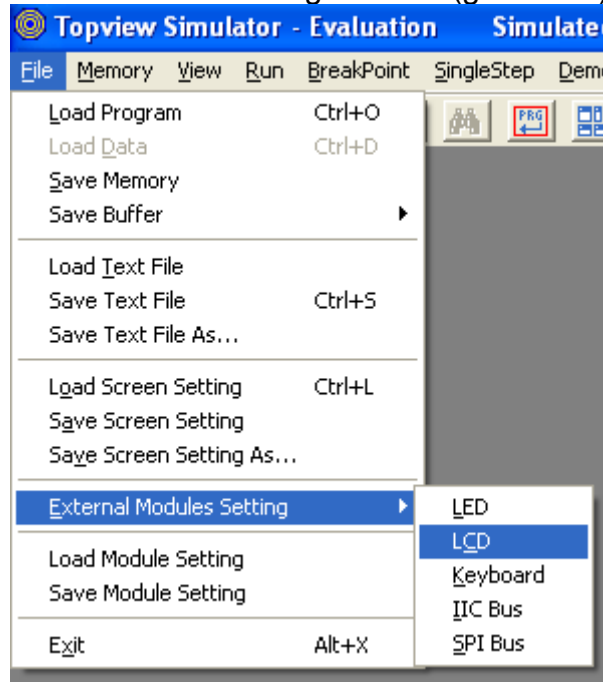 Topview Simulator - Evaluation Simulate
File Memory View Run BreakPoint SingleStep Dem
Load Program Ctrl+O
PRG
Load Data Ctrl+D
Save Memory
Save Buffer
Load Text File
Save Text File Ctrl+S
Save Text File As...
Load Screen Setting Ctrl+L
Save Screen Setting
Save Screen Setting As...
External Modules Setting
LED
LCD
Load Module Setting
Keyboard
Save Module Setting
IIC Bus
Exit Alt+X
SPI Bus